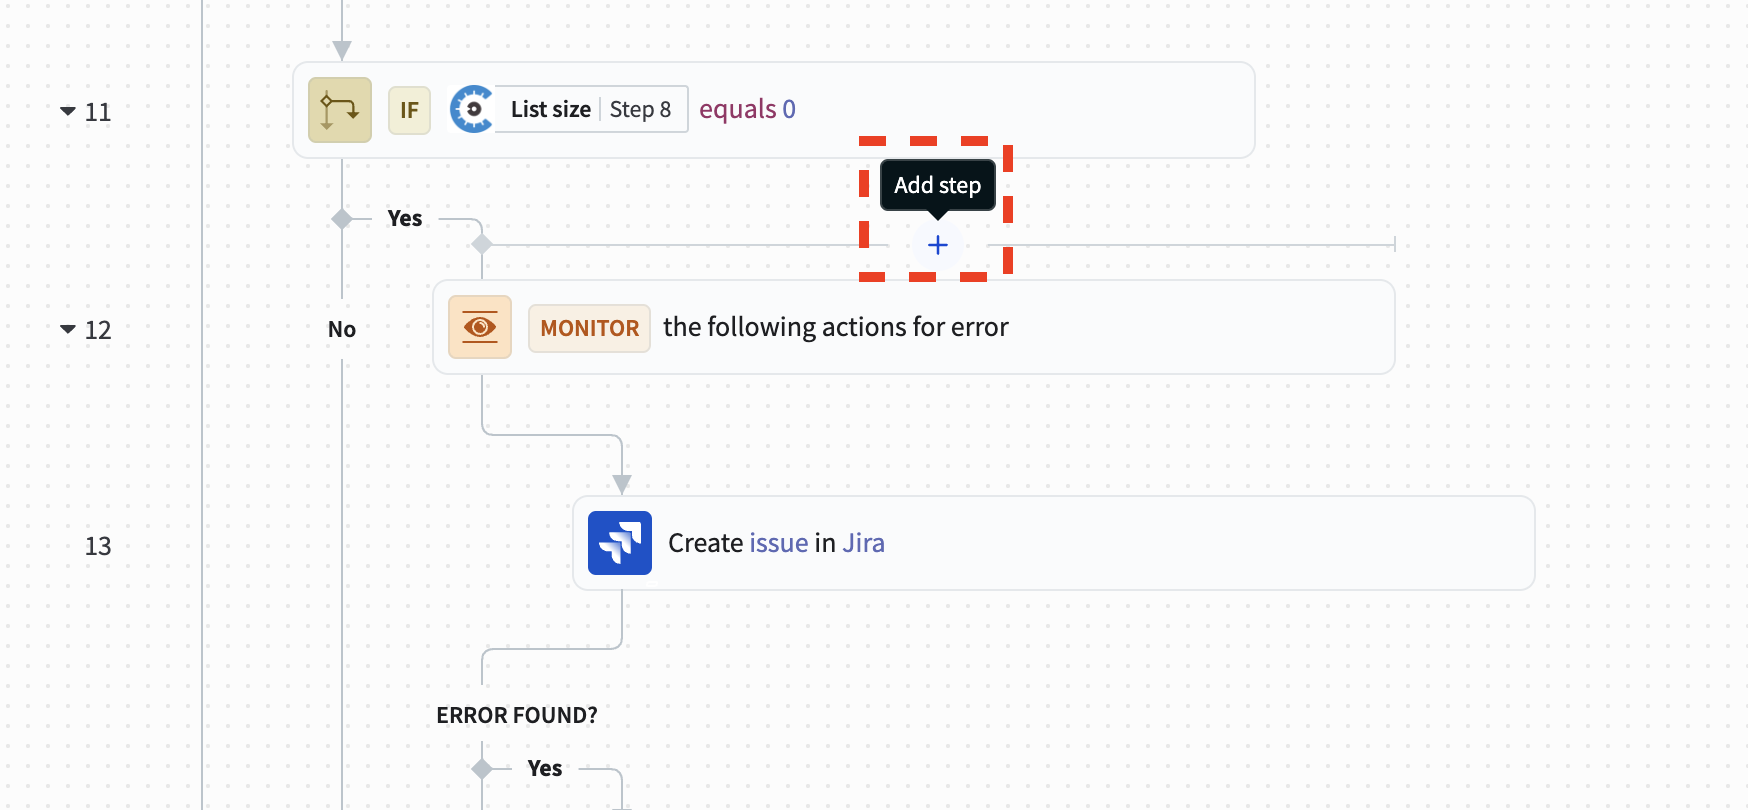 11 IF List size Step 8 equals 0
Add step
Yes
12 MONITOR the following actions for error
No
13 Create issue in Jira
ERROR FOUND?
Yes